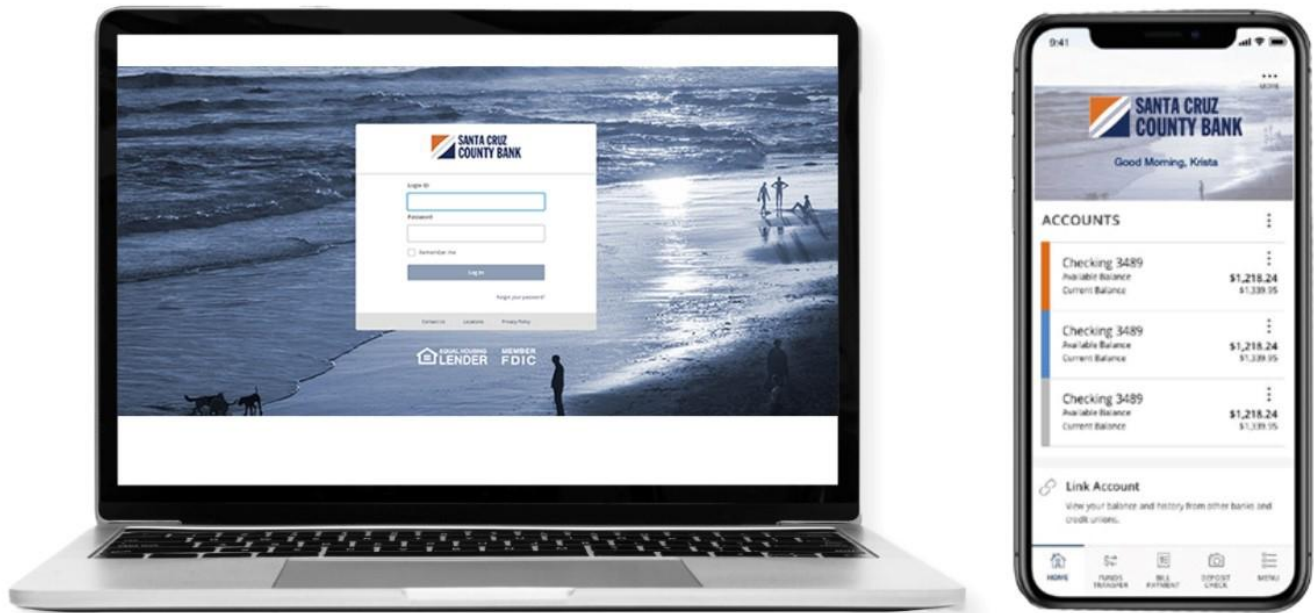 SANTA CRUZ
COUNTY BANK
Login ID
Password
Remember me
Log In
Forgot your password?
Contact Us Locations Privacy Policy
EQUAL HOUSING
LENDER
MEMBER
FDIC
9:41
MORE
SANTA CRUZ
COUNTY BANK
Good Morning, Krista
ACCOUNTS
Checking 3489
Available Balance $1,218.24
Current Balance $1,339.95
Checking 3489
Available Balance $1,218.24
Current Balance $1,339.95
Checking 3489
Available Balance $1,218.24
Current Balance $1,339.95
Link Account
View your balance and history from other banks and
credit unions.
HOME
FUNDS
TRANSFER
BILL
PAYMENT
DEPOSIT
CHECK
MENU